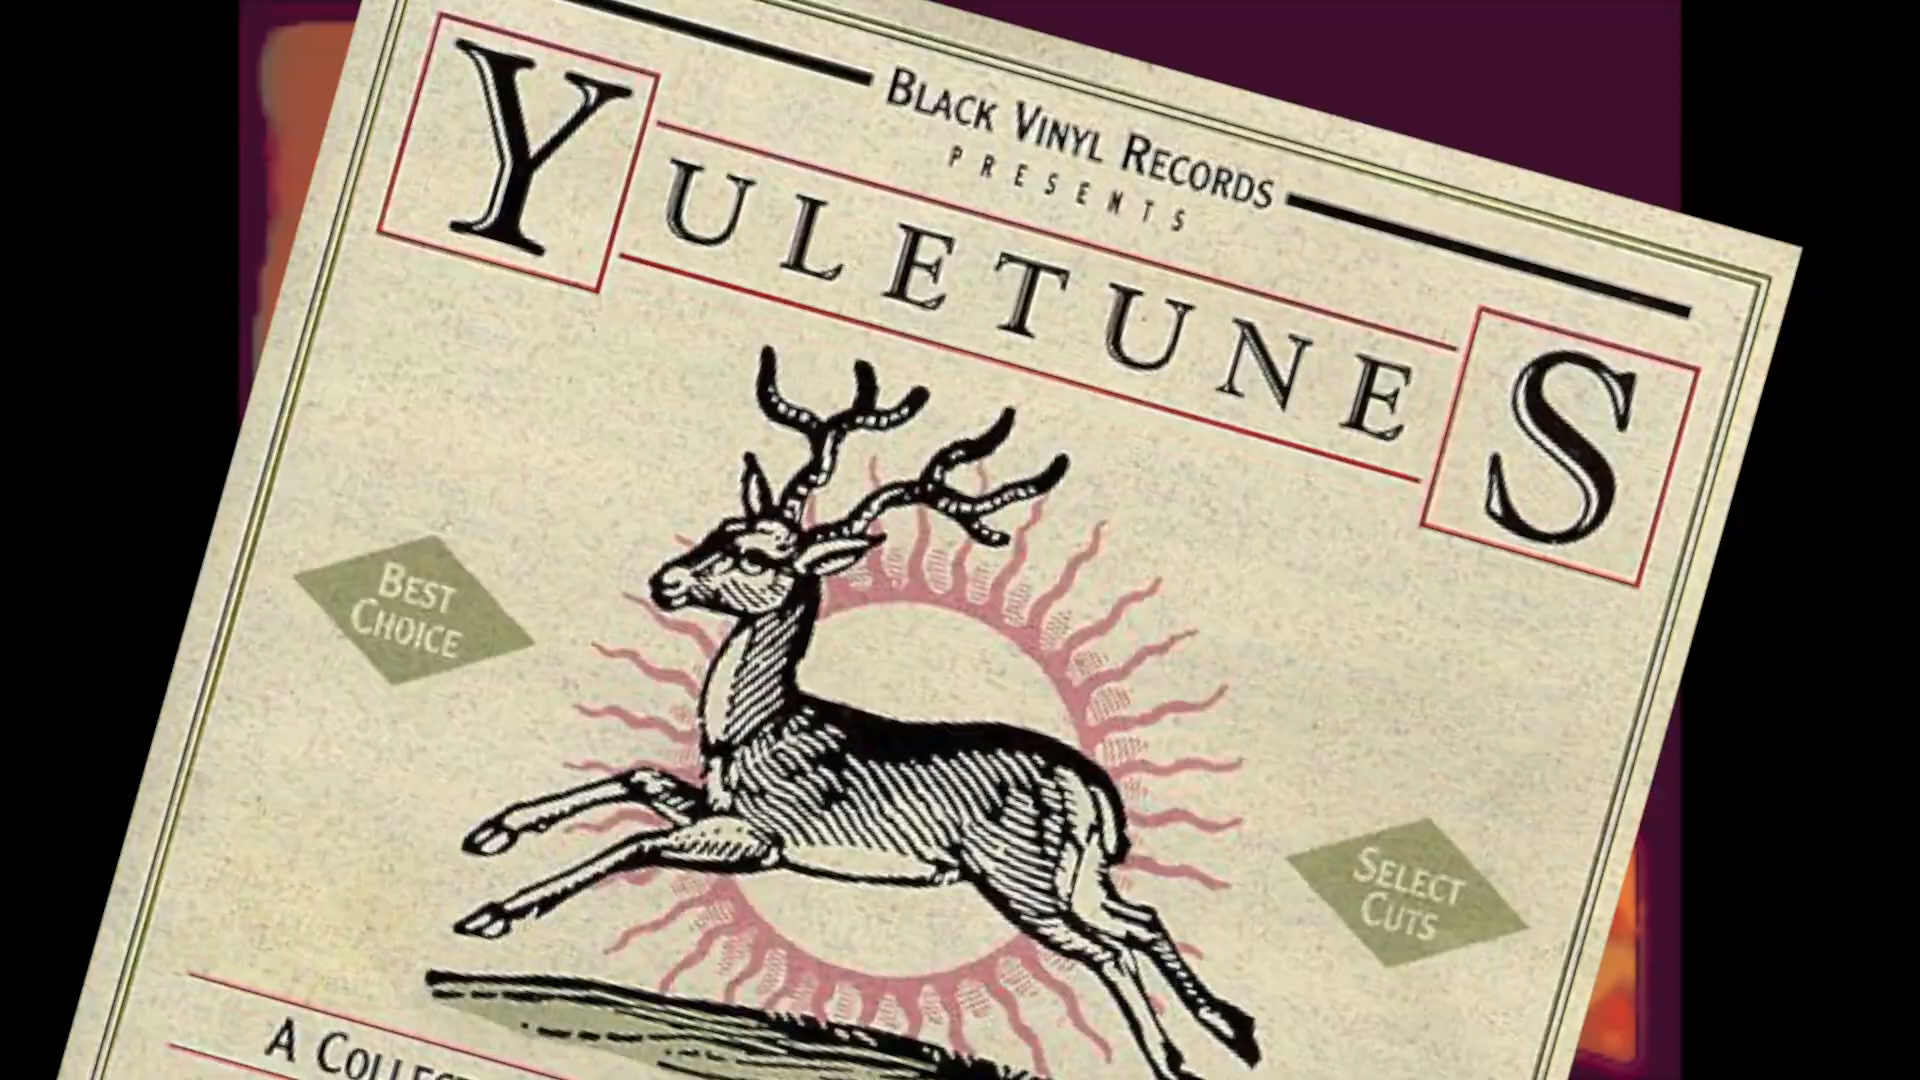 BLACK VINYL RECORDS
PRESENTS
YULETUNES
BEST
CHOICE
SELECT
CUTS
A